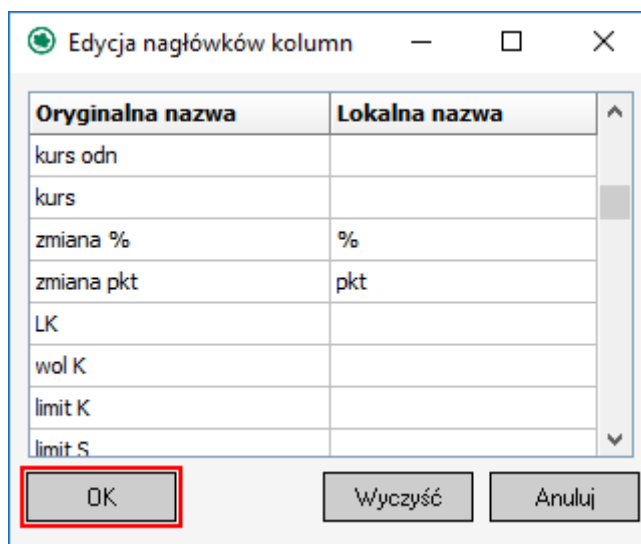 Edycja nagłówków kolumn
Oryginalna nazwa Lokalna nazwa
kurs odn
kurs
zmiana % %
zmiana pkt pkt
LK
wol K
limit K
limit S
OK Wyczyść Anuluj